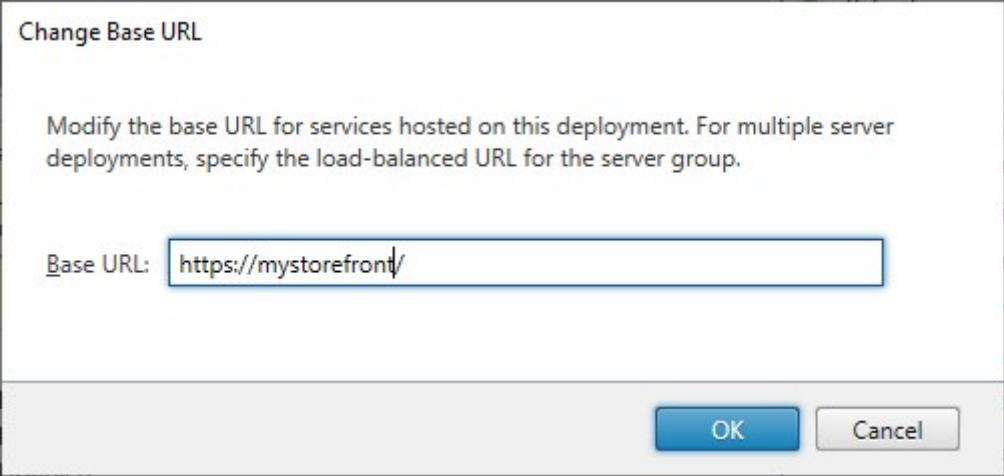 Change Base URL
Modify the base URL for services hosted on this deployment. For multiple server
deployments, specify the load-balanced URL for the server group.
Base URL: https://mystorefront/
OK Cancel